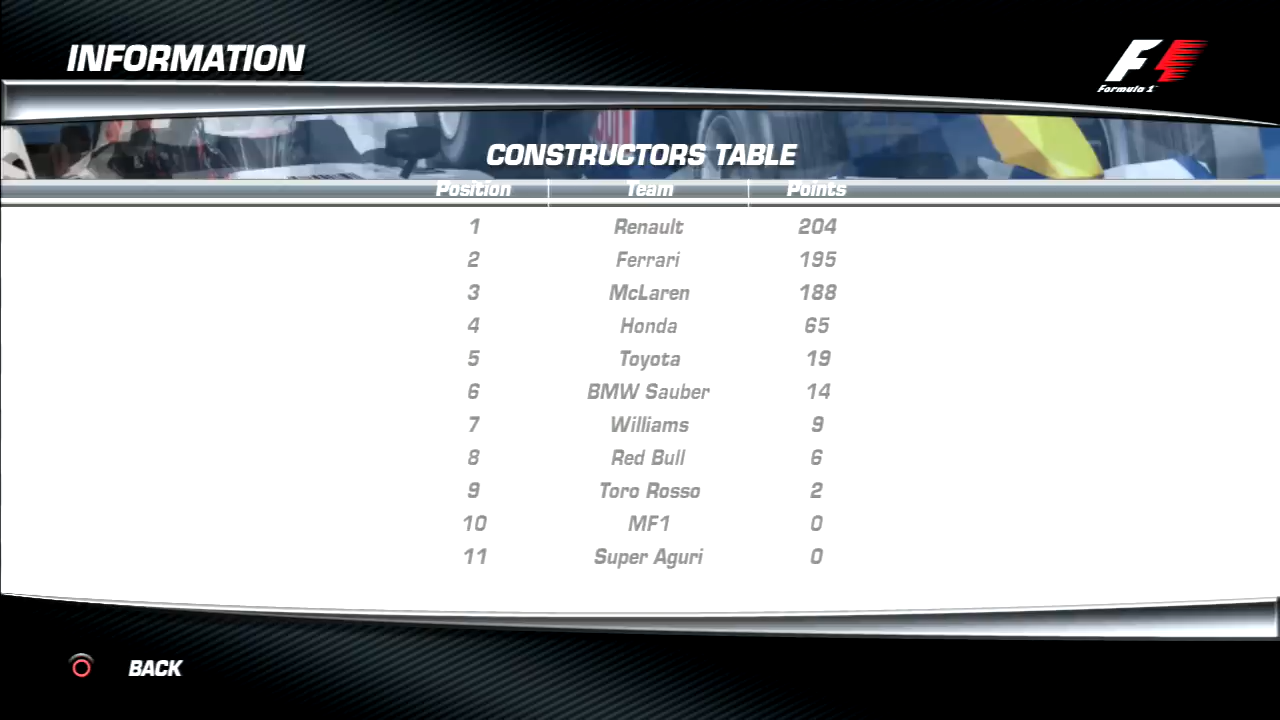 INFORMATION
Formula 1
CONSTRUCTORS TABLE
Position Team Points
1 Renault 204
2 Ferrari 195
3 McLaren 188
4 Honda 65
5 Toyota 19
6 BMW Sauber 14
7 Williams 9
8 Red Bull 6
9 Toro Rosso 2
10 MF1 0
11 Super Aguri 0
BACK